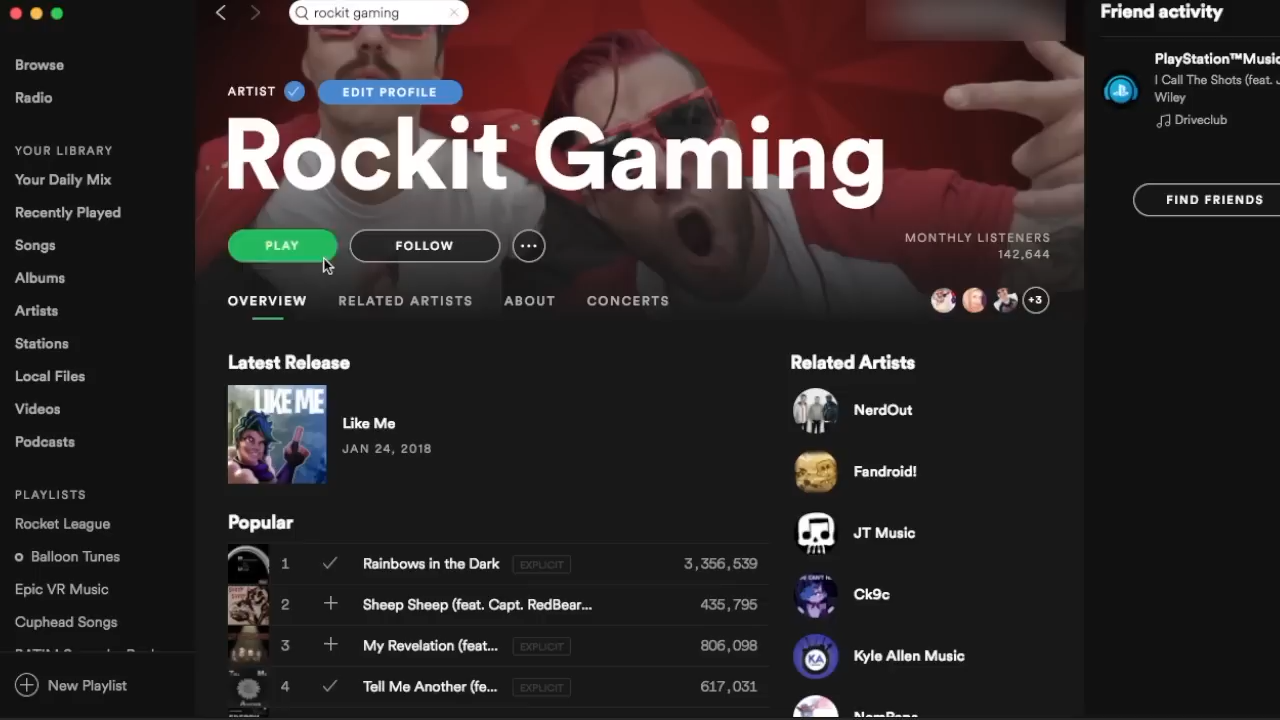 rockit gaming
Browse
Radio
YOUR LIBRARY
Your Daily Mix
Recently Played
Songs
Albums
Artists
Stations
Local Files
Videos
Podcasts
PLAYLISTS
Rocket League
Balloon Tunes
Epic VR Music
Cuphead Songs
New Playlist
ARTIST
EDIT PROFILE
Rockit Gaming
PLAY
FOLLOW
MONTHLY LISTENERS
142,644
OVERVIEW RELATED ARTISTS ABOUT CONCERTS
+3
Latest Release
LIKE ME
Like Me
JAN 24, 2018
Popular
1 Rainbows in the Dark EXPLICIT 3,356,539
2 Sheep Sheep (feat. Capt. RedBear... 435,795
3 My Revelation (feat... EXPLICIT 806,098
4 Tell Me Another (fe... EXPLICIT 617,031
Related Artists
NerdOut
Fandroid!
JT Music
Ck9c
KA
Kyle Allen Music
Friend activity
PlayStation™Music
I Call The Shots (feat. J
Wiley
Driveclub
FIND FRIENDS